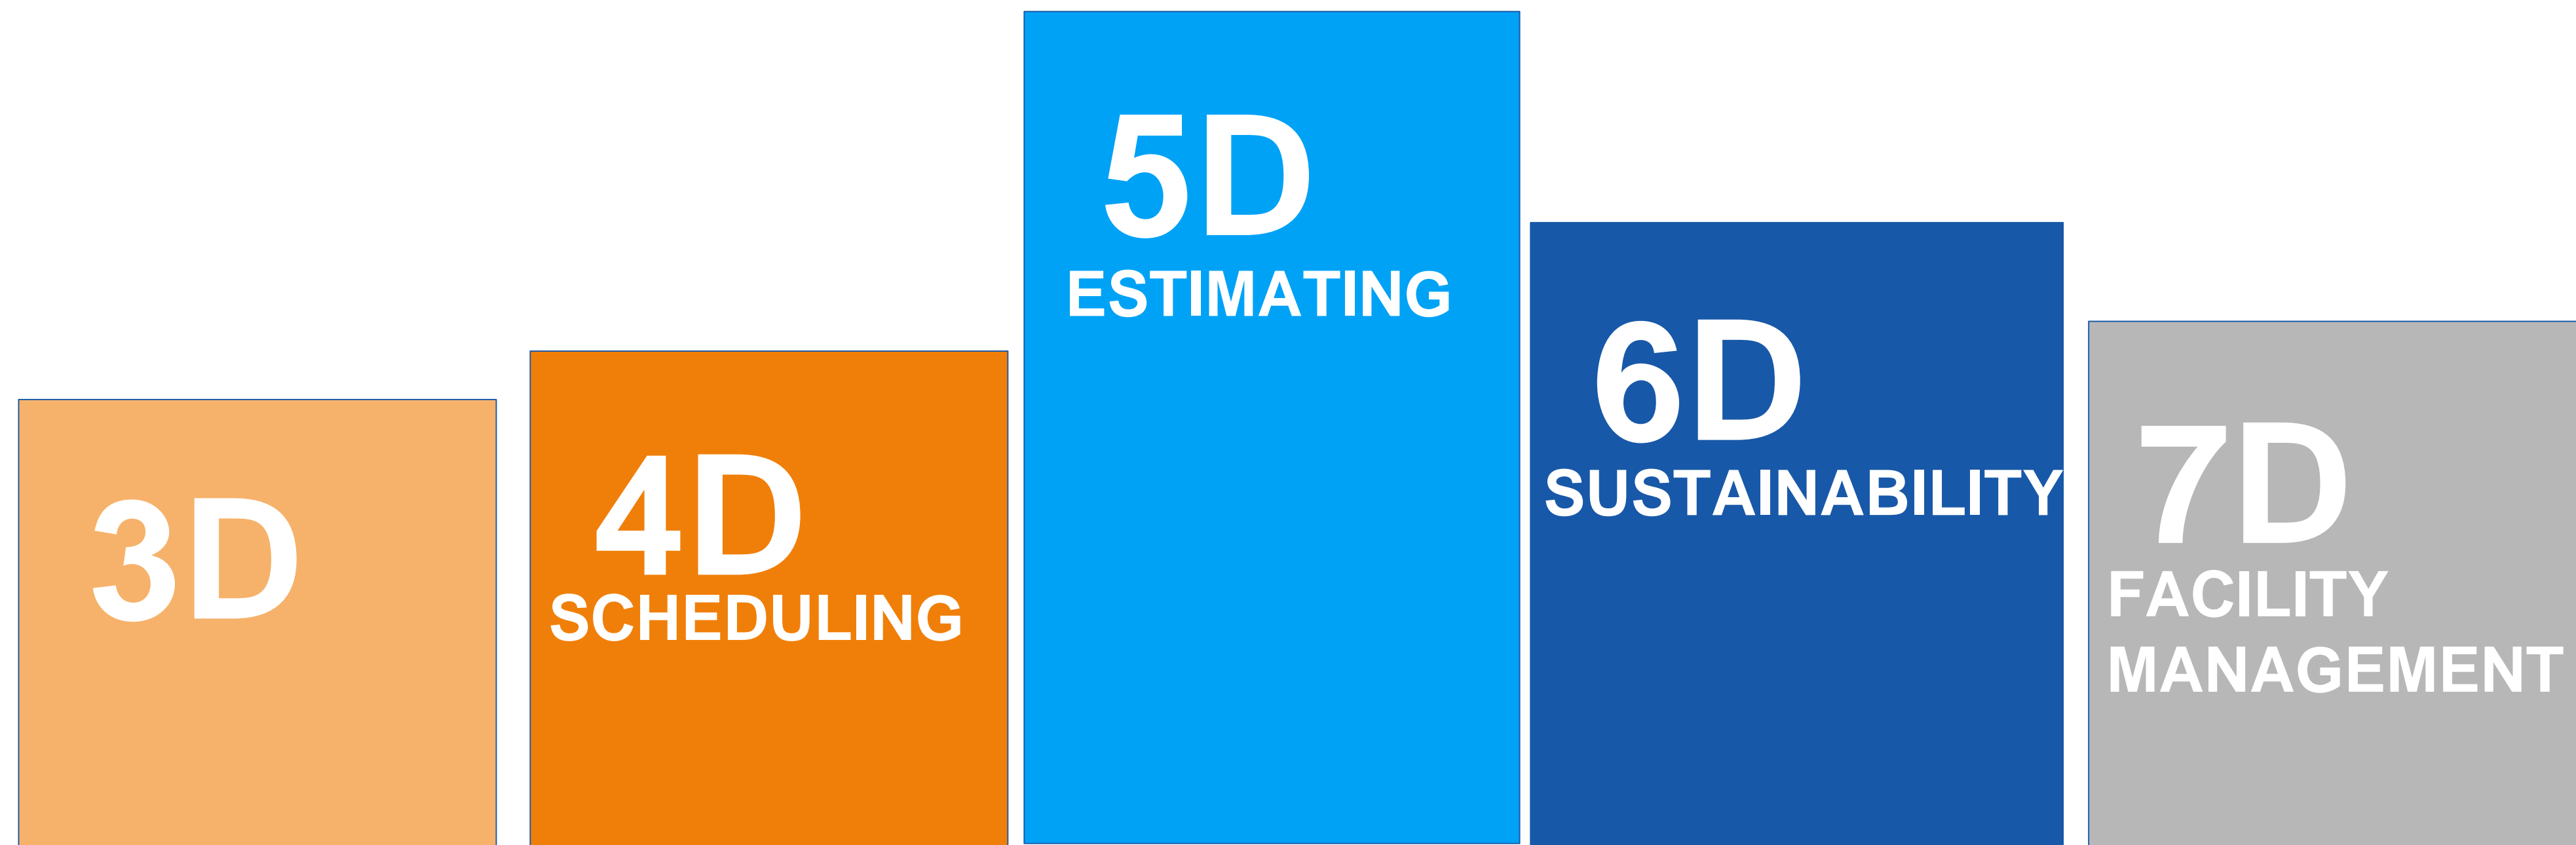 3D
4D
SCHEDULING
5D
ESTIMATING
6D
SUSTAINABILITY
7D
FACILITY
MANAGEMENT